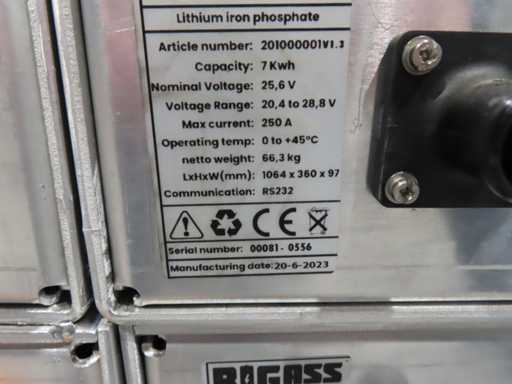 Lithium iron phosphate
Article number: 201000001V1.3
Capacity: 7 Kwh
Nominal Voltage: 25,6 V
Voltage Range: 20,4 to 28,8 V
Max current: 250 A
Operating temp: 0 to +45°C
netto weight: 66,3 kg
LxHxW(mm): 1064 x 360 x 97
Communication: RS232
CE
Serial number: 00081 - 0556
Manufacturing date: 20-6-2023
BIGASS